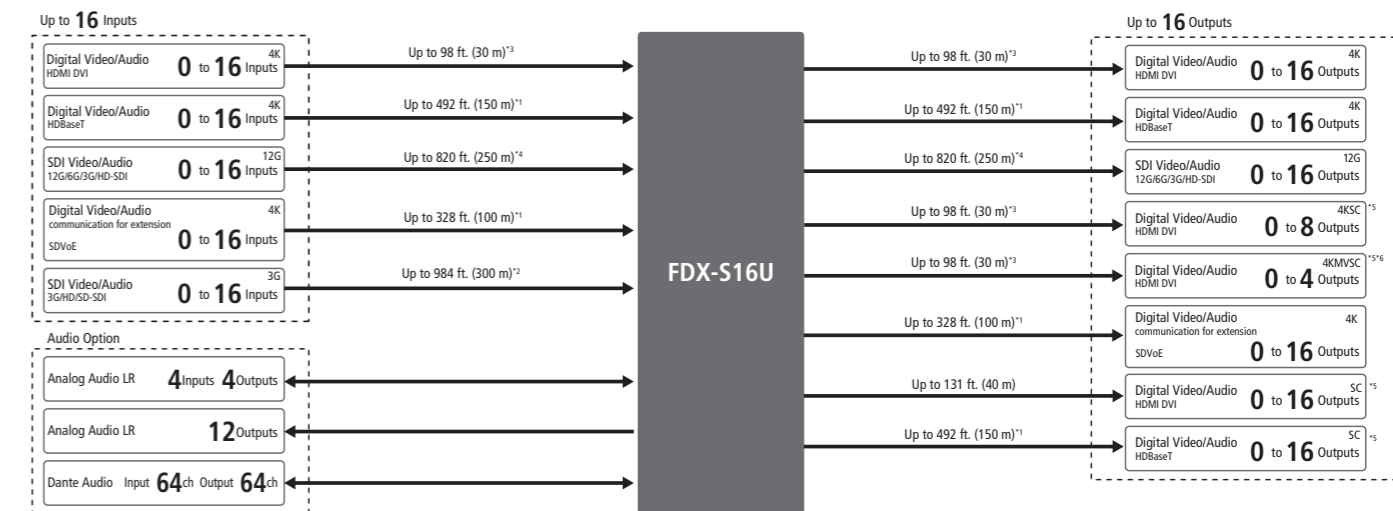 Up to 16 Inputs
Digital Video/Audio
HDMI DVI
0 to 16 Inputs
4K
Up to 98 ft. (30 m)*3
Digital Video/Audio
HDBaseT
0 to 16 Inputs
4K
Up to 492 ft. (150 m)*1
SDI Video/Audio
12G/6G/3G/HD-SDI
0 to 16 Inputs
12G
Up to 820 ft. (250 m)*4
Digital Video/Audio
communication for extension
SDVoE
0 to 16 Inputs
4K
Up to 328 ft. (100 m)*1
SDI Video/Audio
3G/HD/SD-SDI
0 to 16 Inputs
3G
Up to 984 ft. (300 m)*2
Audio Option
Analog Audio LR 4 Inputs 4 Outputs
Analog Audio LR 12 Outputs
Dante Audio Input 64ch Output 64ch
FDX-S16U
Up to 16 Outputs
Up to 98 ft. (30 m)*3
Digital Video/Audio
HDMI DVI
0 to 16 Outputs
4K
Up to 492 ft. (150 m)*1
Digital Video/Audio
HDBaseT
0 to 16 Outputs
4K
Up to 820 ft. (250 m)*4
SDI Video/Audio
12G/6G/3G/HD-SDI
0 to 16 Outputs
12G
Up to 98 ft. (30 m)*3
Digital Video/Audio
HDMI DVI
0 to 8 Outputs
4KSC *5
Up to 98 ft. (30 m)*3
Digital Video/Audio
HDMI DVI
0 to 4 Outputs
4KMVSC *5*6
Up to 328 ft. (100 m)*1
Digital Video/Audio
communication for extension
SDVoE
0 to 16 Outputs
4K
Up to 131 ft. (40 m)
Digital Video/Audio
HDMI DVI
0 to 16 Outputs
SC *5
Up to 492 ft. (150 m)*1
Digital Video/Audio
HDBaseT
0 to 16 Outputs
SC *5